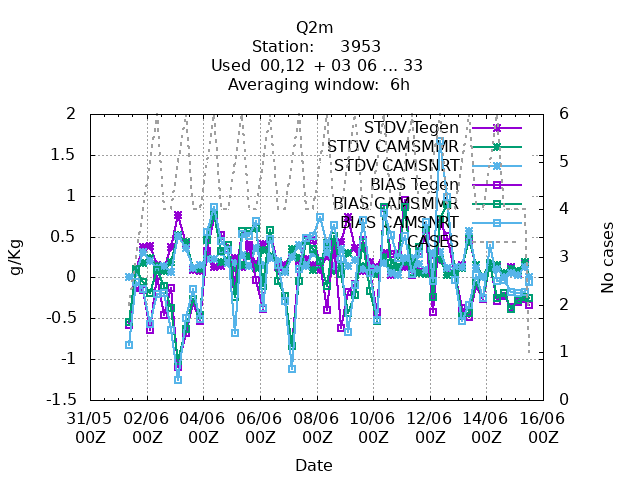 Q2m
Station: 3953
Used 00,12 + 03 06 ... 33
Averaging window: 6h
STDV Tegen
STDV CAMSMMR
STDV CAMSNRT
BIAS Tegen
BIAS CAMSMVR
BIAS CAMSNRT
CASES
g/Kg
2
1.5
1
0.5
0
-0.5
-1
-1.5
No cases
6
5
4
3
2
1
0
31/05 02/06 04/06 06/06 08/06 10/06 12/06 14/06 16/06
00Z 00Z 00Z 00Z 00Z 00Z 00Z 00Z 00Z
Date